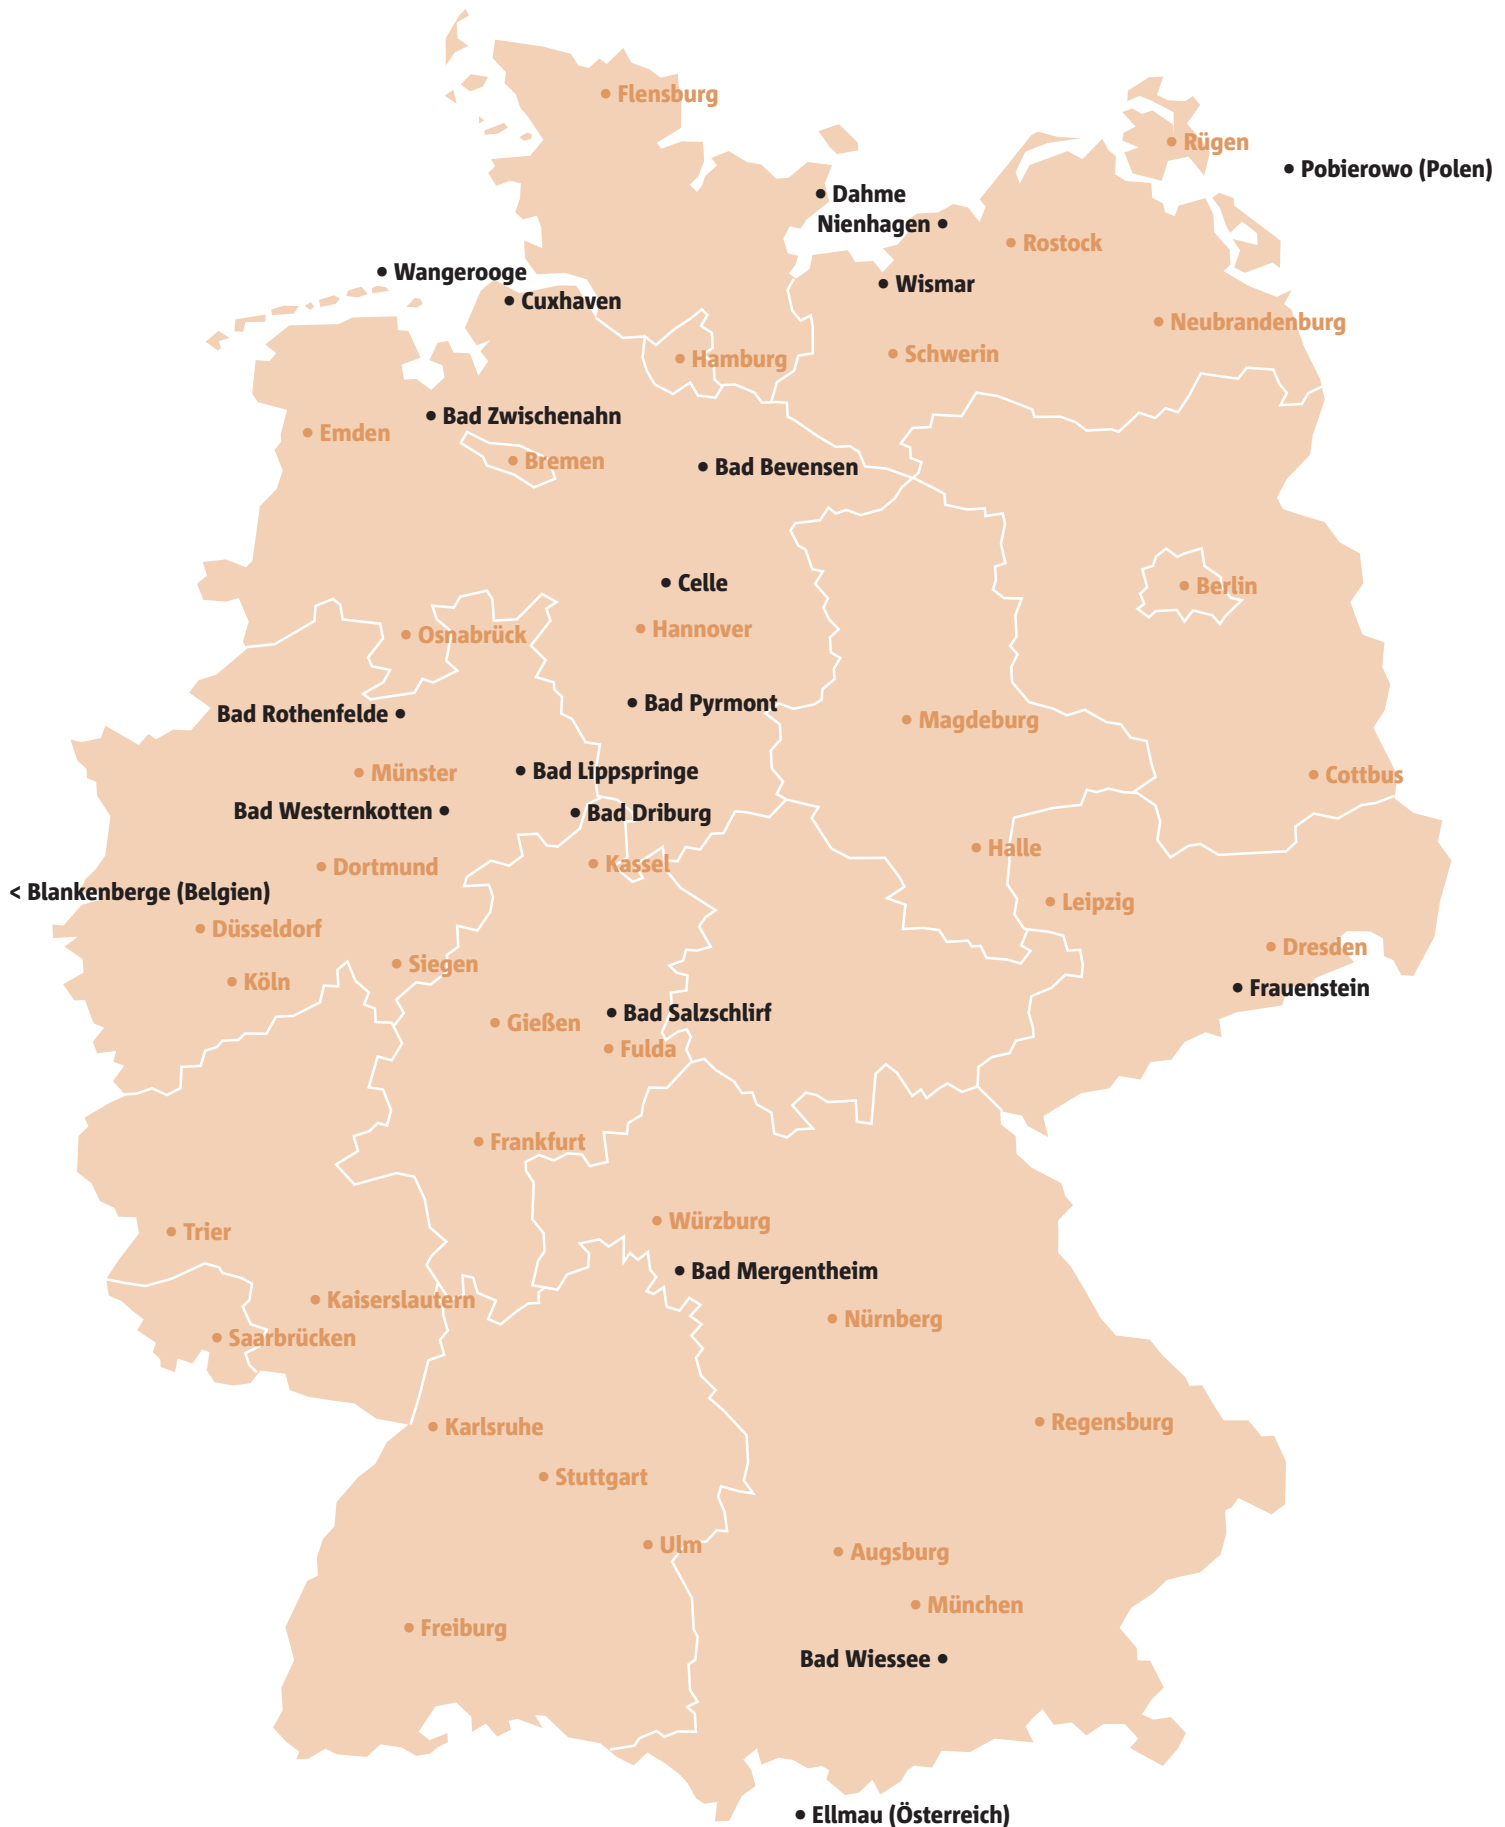 Flensburg
Rügen
Pobierowo (Polen)
Dahme
Nienhagen
Rostock
Wangerooge
Wismar
Cuxhaven
Neubrandenburg
Schwerin
Hamburg
Bad Zwischenahn
Emden
Bremen
Bad Bevensen
Celle
Berlin
Hannover
Osnabrück
Bad Pyrmont
Bad Rothenfelde
Magdeburg
Bad Lippspringe
Münster
Cottbus
Bad Westernkotten
Bad Driburg
Halle
Kassel
Dortmund
< Blankenberge (Belgien)
Leipzig
Düsseldorf
Dresden
Siegen
Köln
Frauenstein
Bad Salzschlirf
Gießen
Fulda
Frankfurt
Würzburg
Trier
Bad Mergentheim
Kaiserslautern
Nürnberg
Saarbrücken
Regensburg
Karlsruhe
Stuttgart
Ulm
Augsburg
München
Freiburg
Bad Wiessee
Ellmau (Österreich)